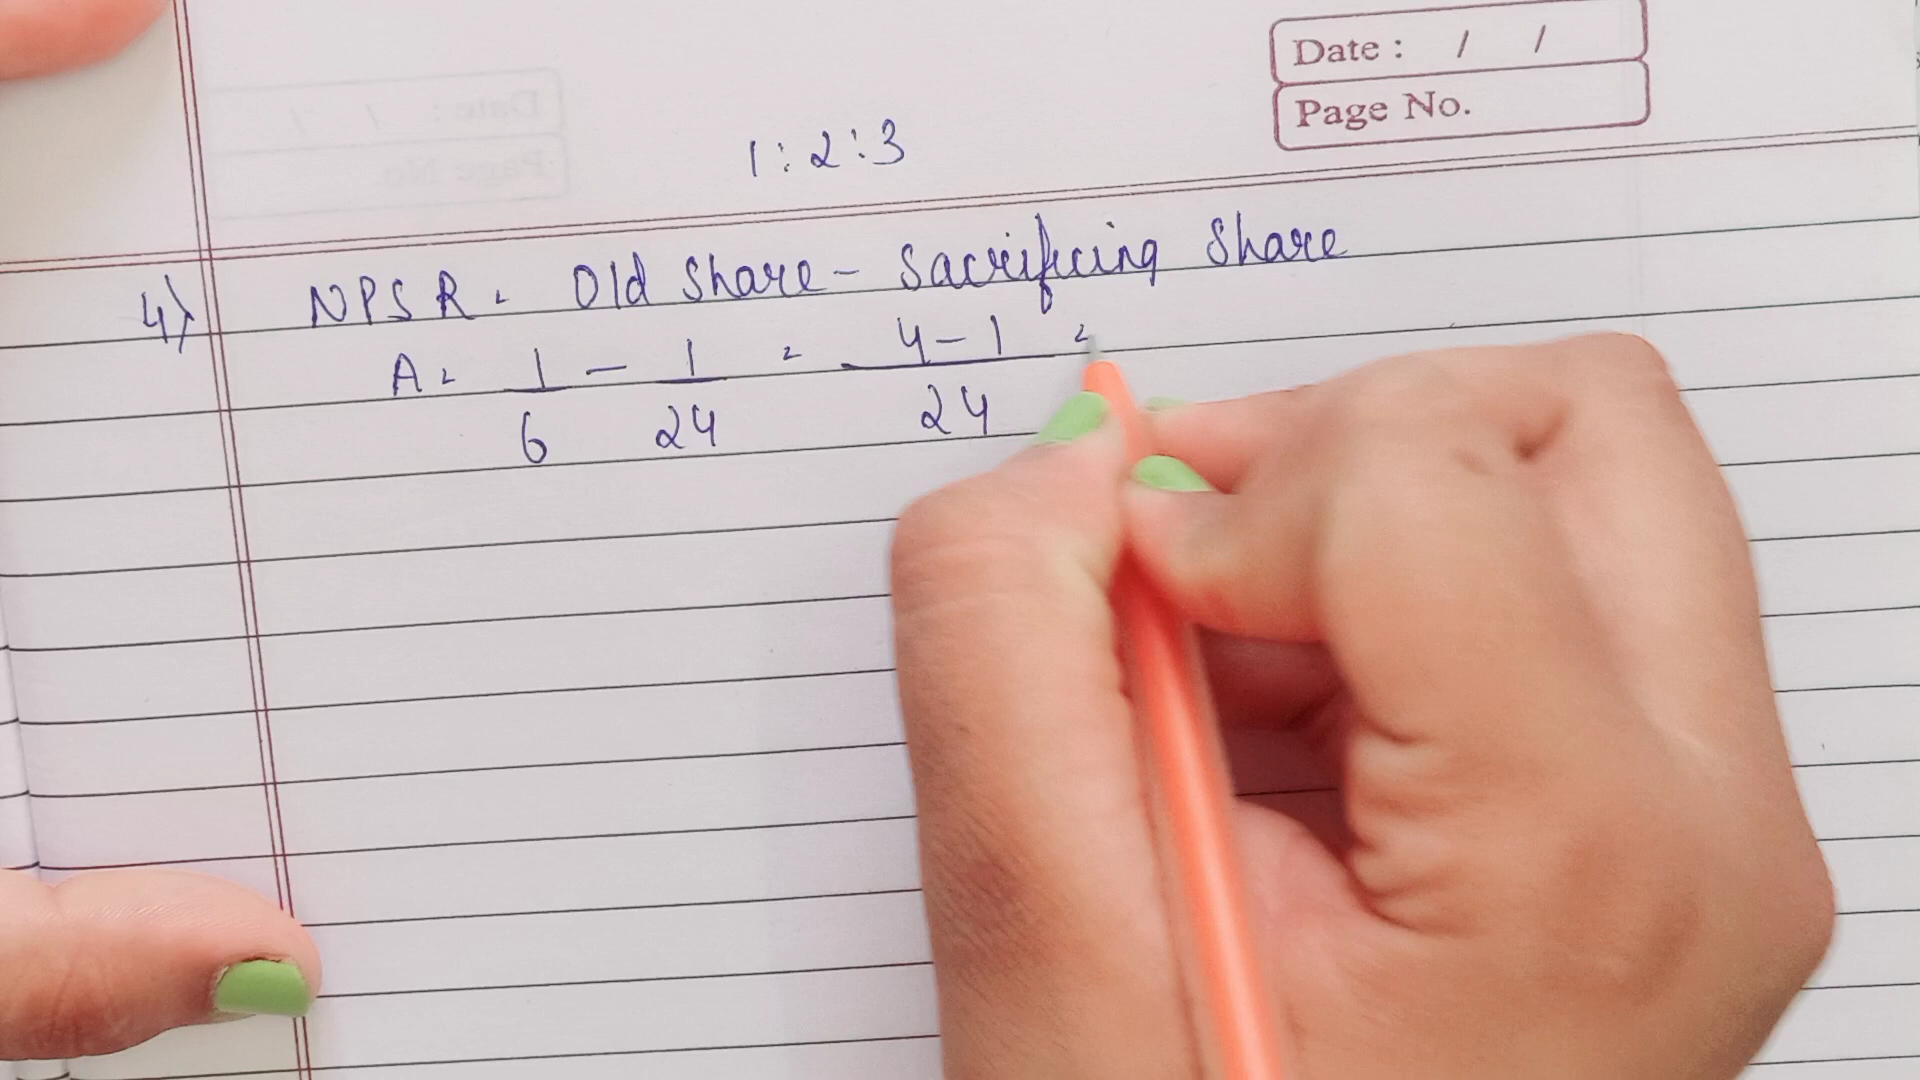 Date : / /
Page No.
1:2:3
4) NPSR = Old Share - Sacrificing Share
A = 1/6 - 1/24 = 4-1/24 =